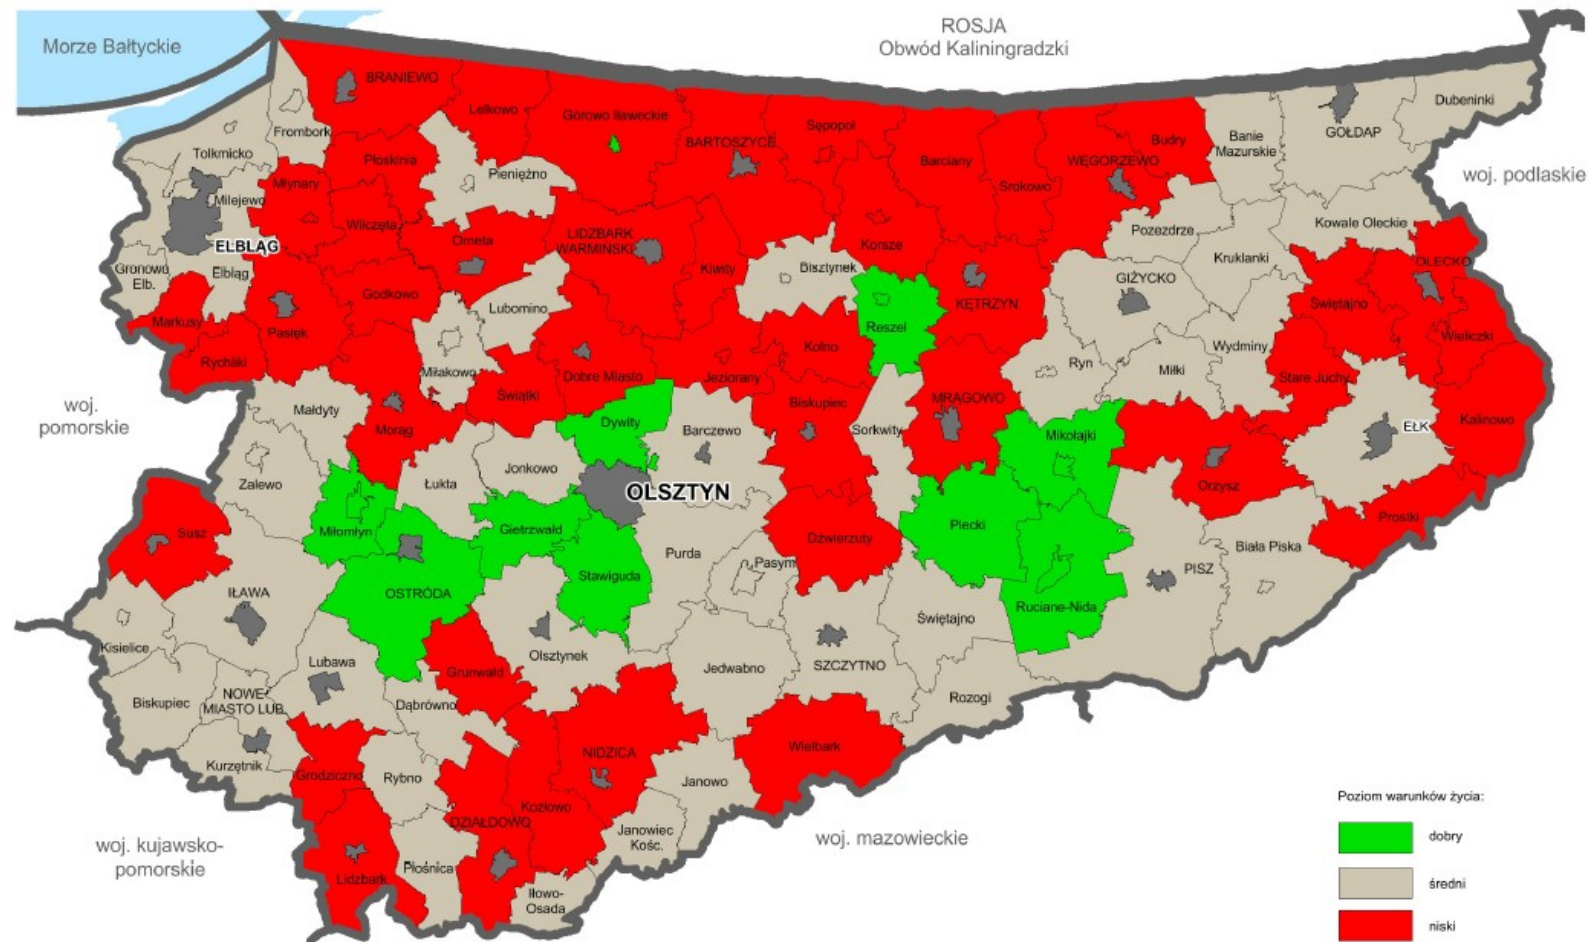 ROSJA
Obwód Kaliningradzki
Morze Bałtyckie
BRANIEWO
Lelkowo
Górowo Iławeckie
Sępopol
BARTOSZYCE
Barciany
Srokowo
WĘGORZEWO
Budry
Banie
Mazurskie
GOŁDAP
Dubeninki
woj. podlaskie
Frombork
Tolkmicko
Płoskinia
Pieniężno
Młynary
Milejewo
Wilczęta
Orneta
LIDZBARK
WARMIŃSKI
Kiwity
Bisztynek
Korsze
Pozezdrze
Kowale Oleckie
ELBLĄG
Elbląg
Gronowo
Elb.
Kruklanki
GIŻYCKO
OLECKO
Świętajno
Wieliczki
Godkowo
Lubomino
Markusy
Pasłęk
Reszel
KĘTRZYN
Rychliki
Miłakowo
Dobre Miasto
Jeziorany
Kolno
Ryn
Miłki
Wydminy
Stare Juchy
Kalinowo
EŁK
Świątki
Biskupiec
MRĄGOWO
woj.
pomorskie
Małdyty
Morąg
Dywity
Barczewo
Sorkwity
Mikołajki
Zalewo
Łukta
Jonkowo
OLSZTYN
Orzysz
Prostki
Susz
Miłomłyn
Gietrzwałd
Dźwierzuty
Piecki
Biała Piska
Purda
Pasym
PISZ
Stawiguda
IŁAWA
OSTRÓDA
Ruciane-Nida
Świętajno
Kisielice
Lubawa
Grunwald
Olsztynek
Jedwabno
SZCZYTNO
Rozogi
Biskupiec
NOWE
MIASTO LUB.
Dąbrówno
Kurzętnik
Grodziczno
Rybno
NIDZICA
Wielbark
Janowo
Kozłowo
DZIAŁDOWO
Janowiec
Kośc.
Lidzbark
Płośnica
Iłowo-
Osada
woj. kujawsko-
pomorskie
woj. mazowieckie
Poziom warunków życia:
dobry
średni
niski